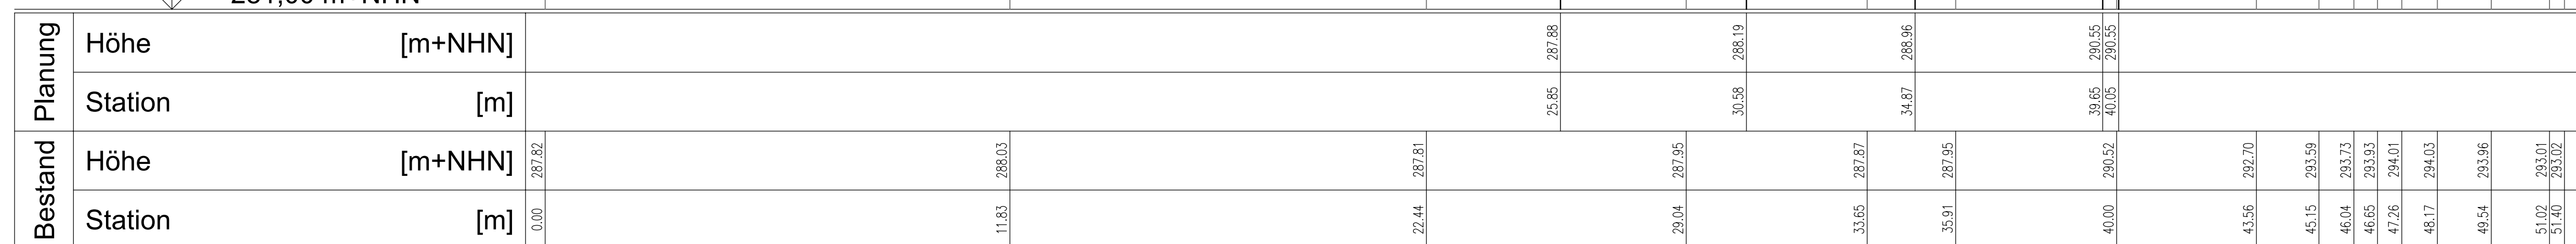 Planung
Höhe [m+NHN] 287.88 288.19 288.96 290.55 290.55
Station [m] 25.85 30.58 34.87 39.65 40.05
Bestand
Höhe [m+NHN] 287.82 288.03 287.81 287.95 287.87 287.95 290.52 292.70 293.59 293.73 293.93 294.01 294.03 293.96 293.01 293.02
Station [m] 0.00 11.83 22.44 29.04 33.65 35.91 40.00 43.56 45.15 46.04 46.65 47.26 48.17 49.54 51.02 51.40